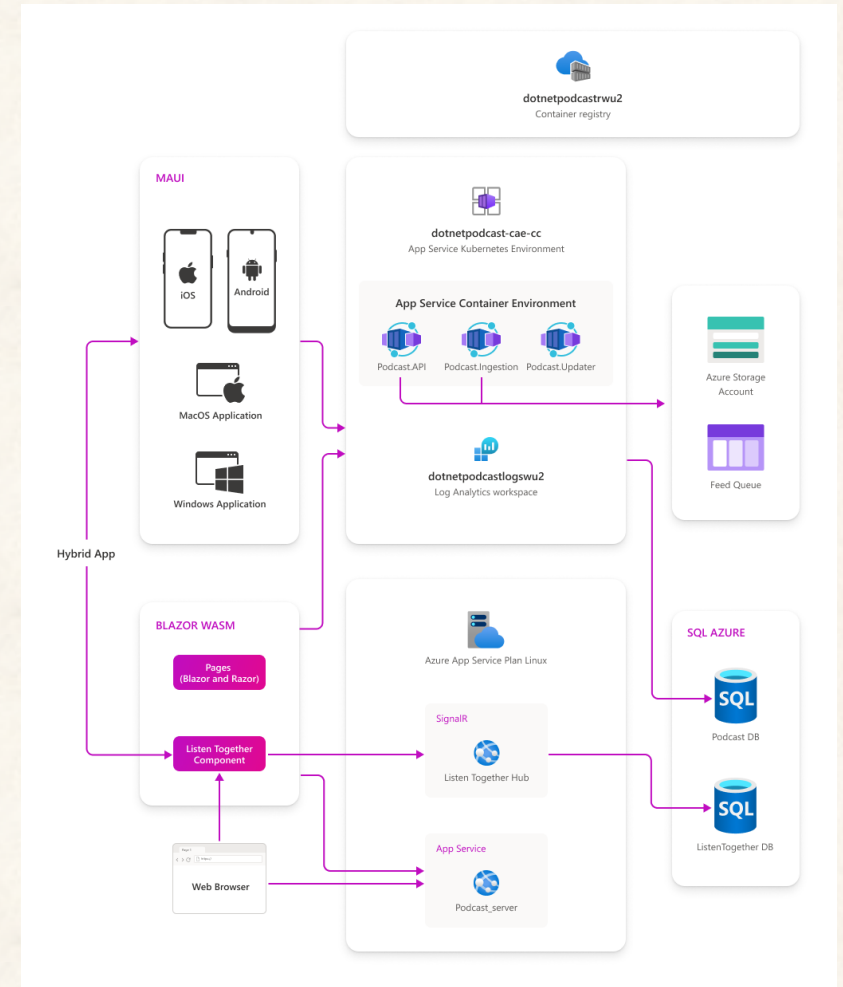 dotnetpodcastrwu2
Container registry
MAUI
iOS
Android
MacOS Application
Windows Application
dotnetpodcast-cae-cc
App Service Kubernetes Environment
App Service Container Environment
Podcast.API
Podcast.Ingestion
Podcast.Updater
dotnetpodcastlogswu2
Log Analytics workspace
Azure Storage
Account
Feed Queue
Hybrid App
BLAZOR WASM
Pages
(Blazor and Razor)
Listen Together
Component
Web Browser
Azure App Service Plan Linux
SignalR
Listen Together Hub
App Service
Podcast_server
SQL AZURE
SQL
Podcast DB
SQL
ListenTogether DB